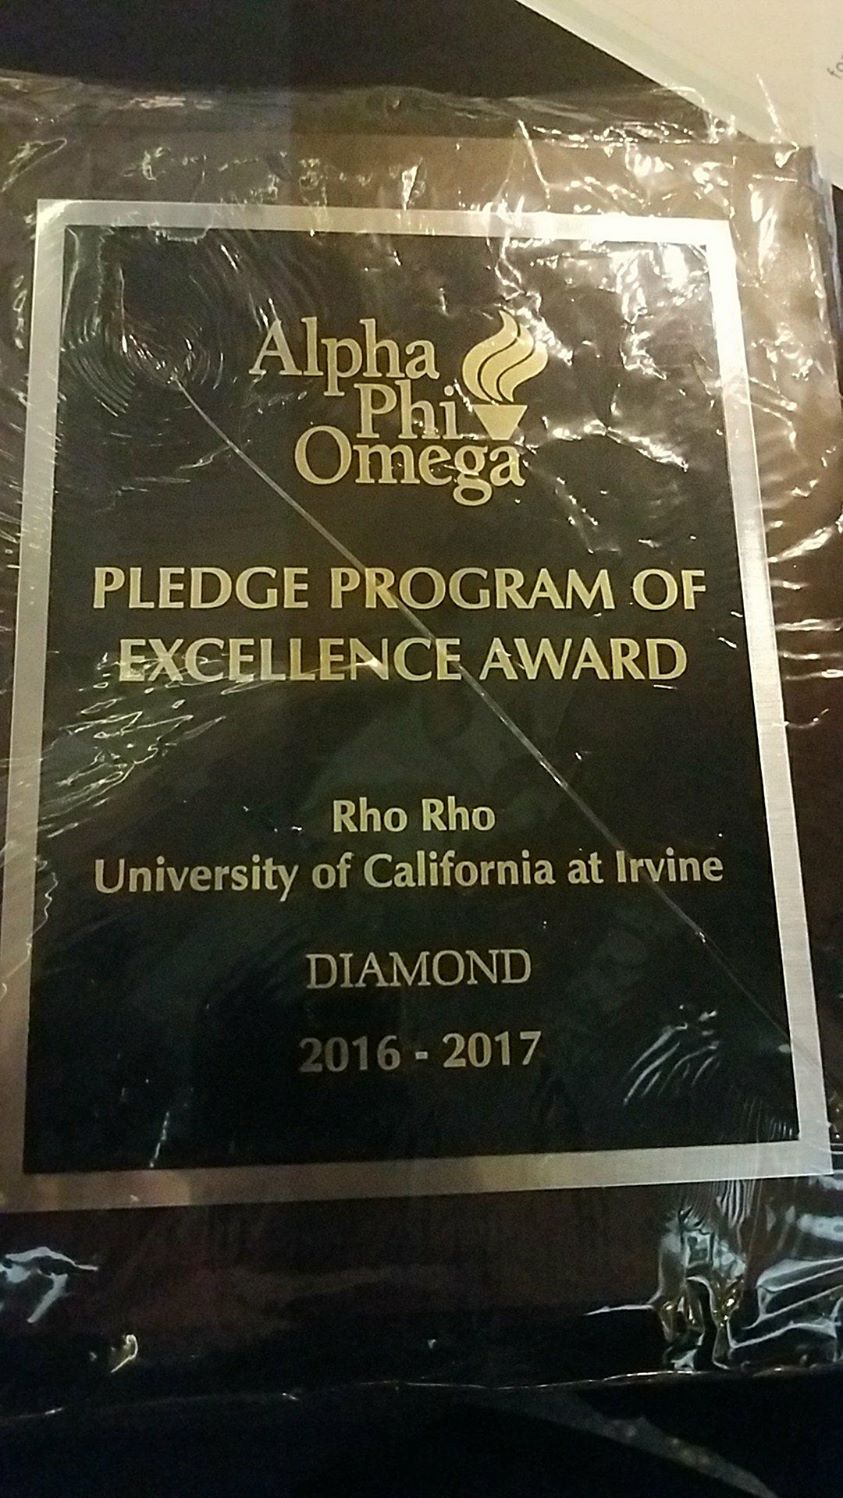 Alpha
Phi
Omega
PLEDGE PROGRAM OF
EXCELLENCE AWARD
Rho Rho
University of California at Irvine
DIAMOND
2016 - 2017